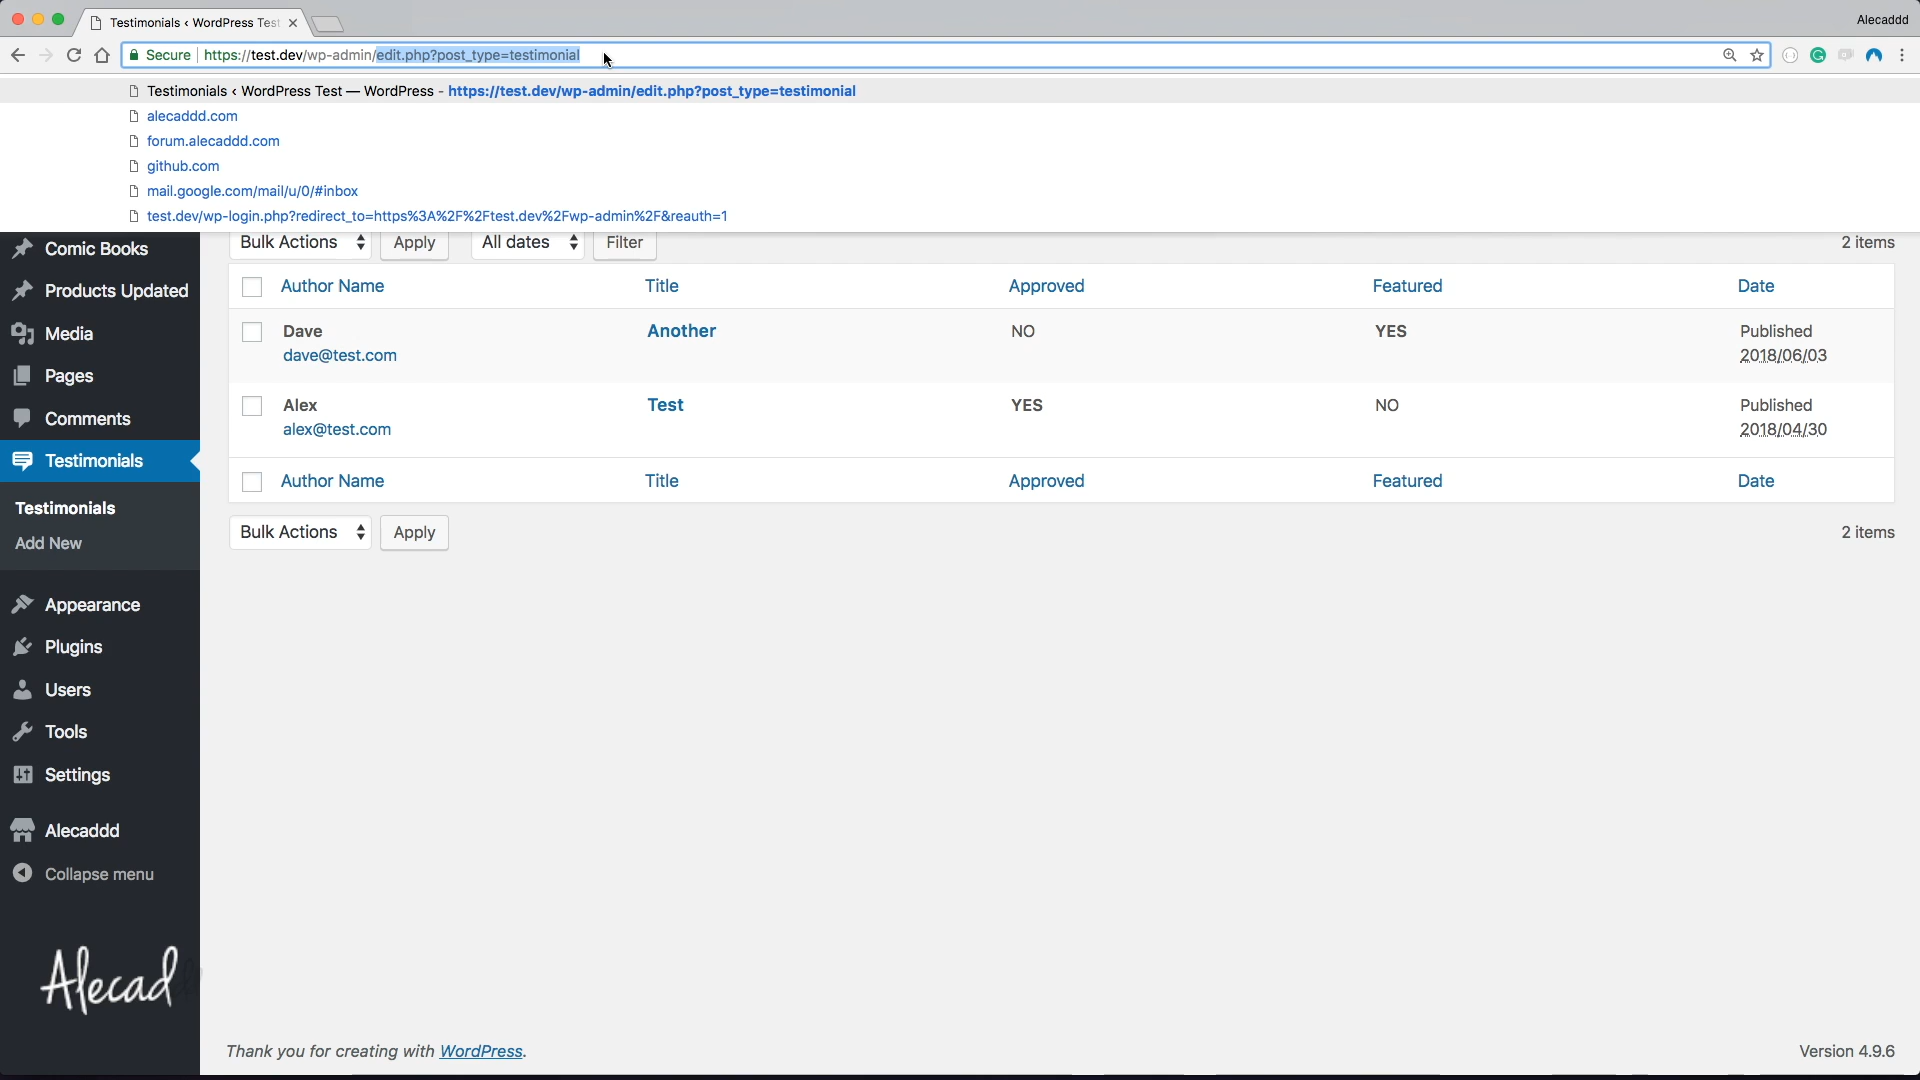 Testimonials ‹ WordPress Test
Alecaddd
Secure https://test.dev/wp-admin/edit.php?post_type=testimonial
Testimonials ‹ WordPress Test — WordPress - https://test.dev/wp-admin/edit.php?post_type=testimonial
alecaddd.com
forum.alecaddd.com
github.com
mail.google.com/mail/u/0/#inbox
test.dev/wp-login.php?redirect_to=https%3A%2F%2Ftest.dev%2Fwp-admin%2F&reauth=1
Comic Books
Products Updated
Media
Pages
Comments
Testimonials
Testimonials
Add New
Appearance
Plugins
Users
Tools
Settings
Alecaddd
Collapse menu
Bulk Actions Apply All dates Filter 2 items
Author Name Title Approved Featured Date
Dave Another NO YES Published
dave@test.com 2018/06/03
Alex Test YES NO Published
alex@test.com 2018/04/30
Author Name Title Approved Featured Date
Bulk Actions Apply 2 items
Alecad
Thank you for creating with WordPress. Version 4.9.6